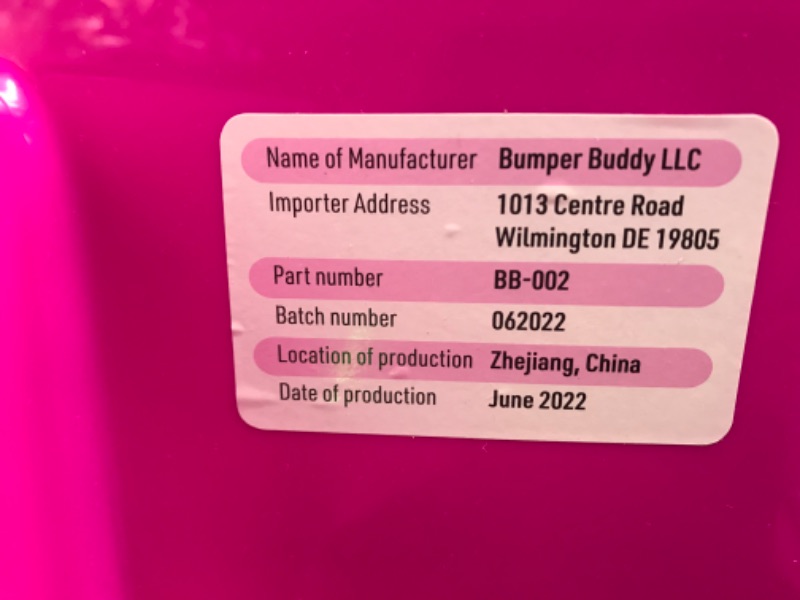 Name of Manufacturer Bumper Buddy LLC
Importer Address 1013 Centre Road
Wilmington DE 19805
Part number BB-002
Batch number 062022
Location of production Zhejiang, China
Date of production June 2022